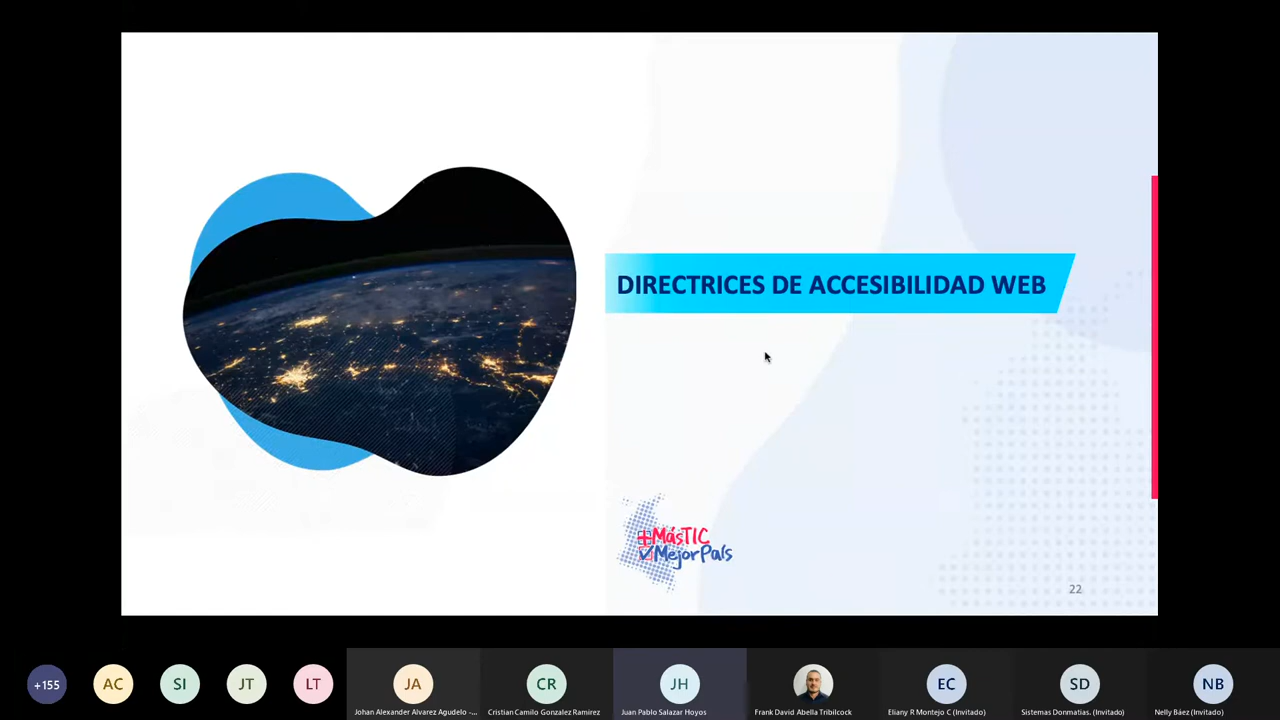 DIRECTRICES DE ACCESIBILIDAD WEB
+MásTIC
MejorPaís
22
+155
AC
SI
JT
LT
JA
CR
JH
EC
SD
NB
Johan Alexander Alvarez Agudelo -...
Cristian Camilo Gonzalez Ramirez
Juan Pablo Salazar Hoyos
Frank David Abella Tribilcock
Eliany R Montejo C (Invitado)
Sistemas Donmatias. (Invitado)
Nelly Báez (Invitado)